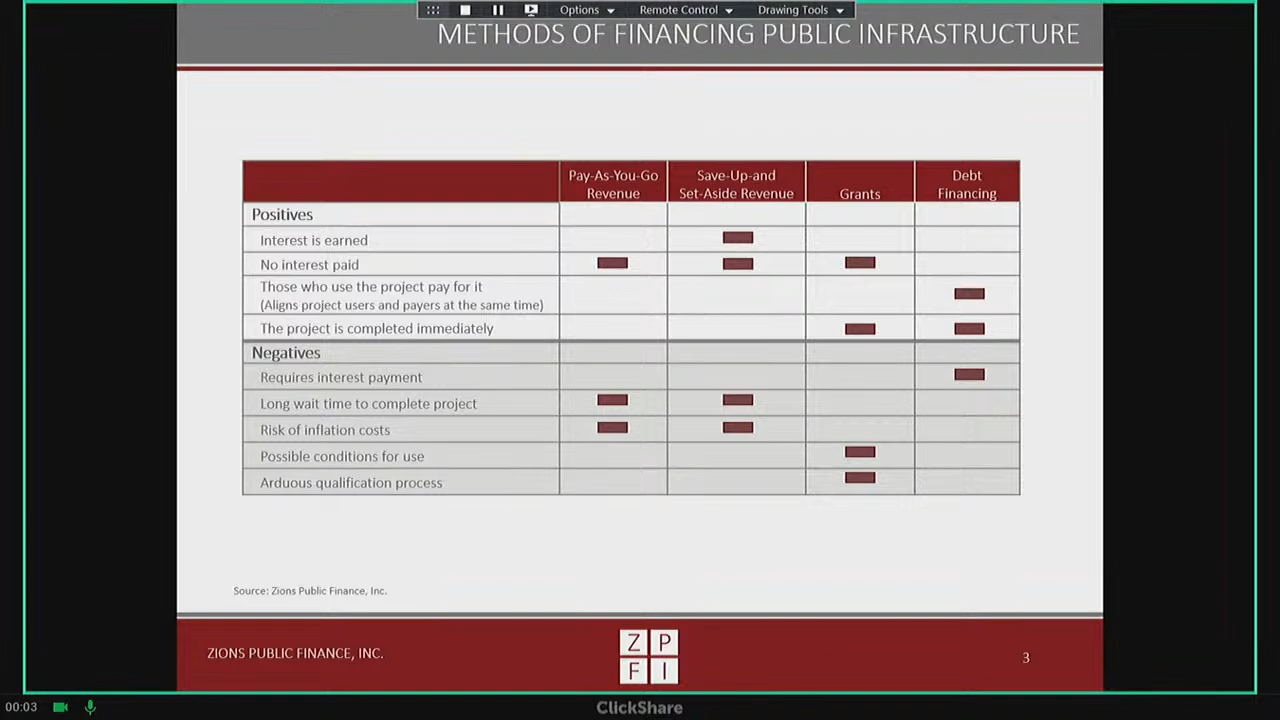 Options
Remote Control
Drawing Tools
METHODS OF FINANCING PUBLIC INFRASTRUCTURE
Pay-As-You-Go
Revenue
Save-Up-and
Set-Aside Revenue
Grants
Debt
Financing
Positives
Interest is earned
No interest paid
Those who use the project pay for it
(Aligns project users and payers at the same time)
The project is completed immediately
Negatives
Requires interest payment
Long wait time to complete project
Risk of inflation costs
Possible conditions for use
Arduous qualification process
Source: Zions Public Finance, Inc.
ZIONS PUBLIC FINANCE, INC.
Z P
F I
3
00:03
ClickShare